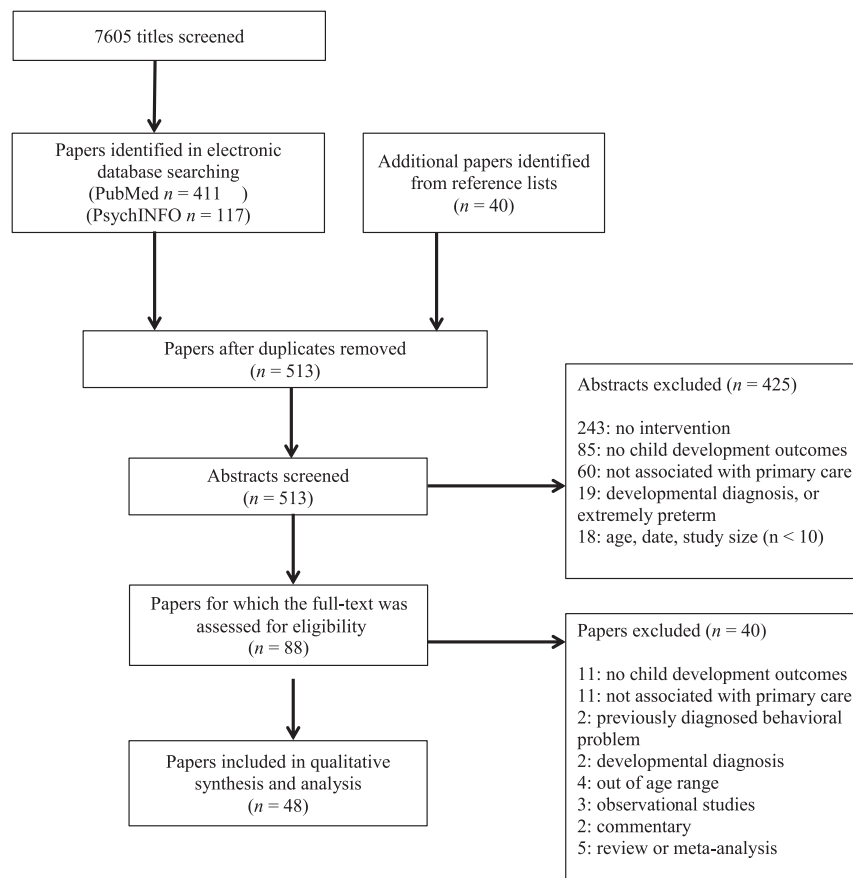 7605 titles screened
Papers identified in electronic
database searching
(PubMed n = 411 )
(PsychINFO n = 117)
Additional papers identified
from reference lists
(n = 40)
Papers after duplicates removed
(n = 513)
Abstracts screened
(n = 513)
Abstracts excluded (n = 425)
243: no intervention
85: no child development outcomes
60: not associated with primary care
19: developmental diagnosis, or
extremely preterm
18: age, date, study size (n < 10)
Papers for which the full-text was
assessed for eligibility
(n = 88)
Papers excluded (n = 40)
11: no child development outcomes
11: not associated with primary care
2: previously diagnosed behavioral
problem
2: developmental diagnosis
4: out of age range
3: observational studies
2: commentary
5: review or meta-analysis
Papers included in qualitative
synthesis and analysis
(n = 48)